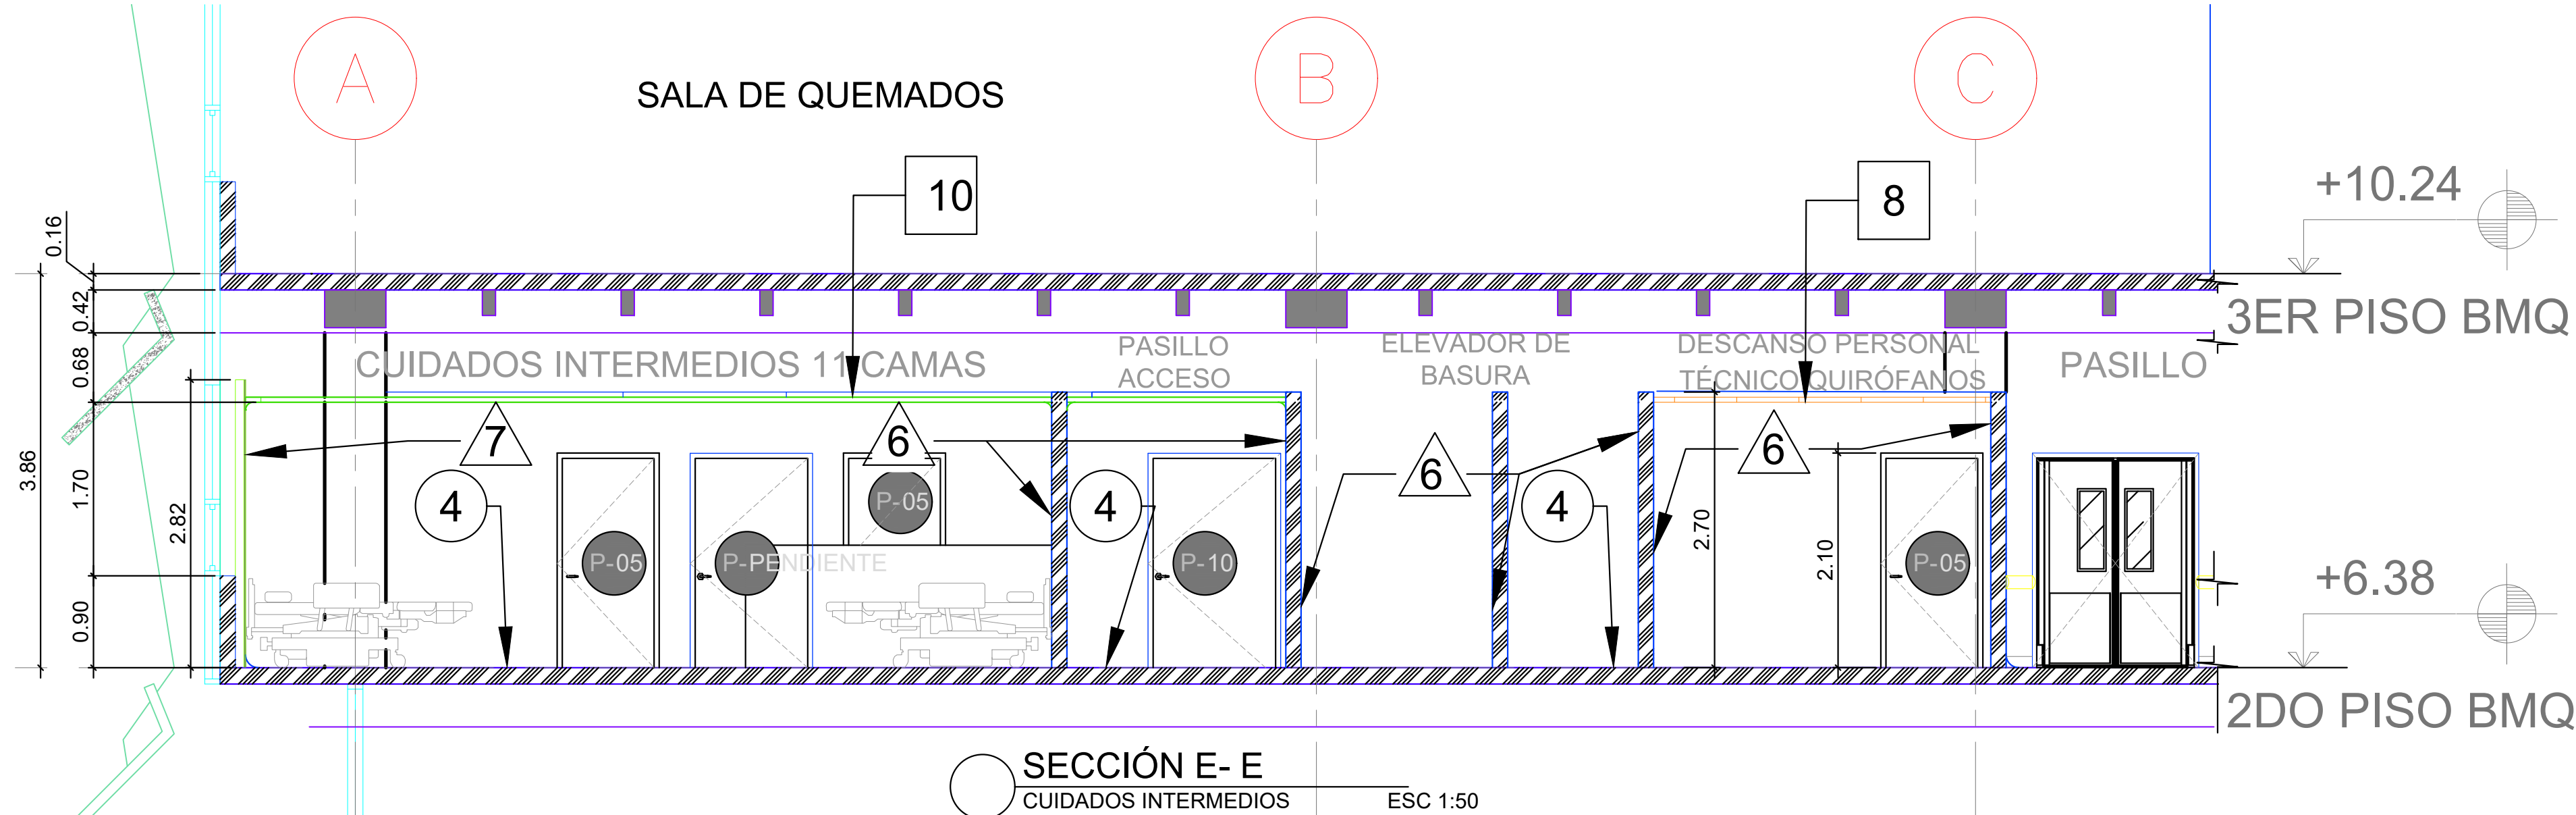 A
B
C
SALA DE QUEMADOS
10
8
+10.24
0.16
0.42
0.68
3.86
1.70
0.90
2.82
3ER PISO BMQ
CUIDADOS INTERMEDIOS 11 CAMAS
PASILLO
ACCESO
ELEVADOR DE
BASURA
DESCANSO PERSONAL
TÉCNICO QUIRÓFANOS
PASILLO
7
6
6
6
4
4
4
P-05
P-05
P-PENDIENTE
P-10
P-05
2.70
2.10
+6.38
2DO PISO BMQ
SECCIÓN E- E
CUIDADOS INTERMEDIOS ESC 1:50